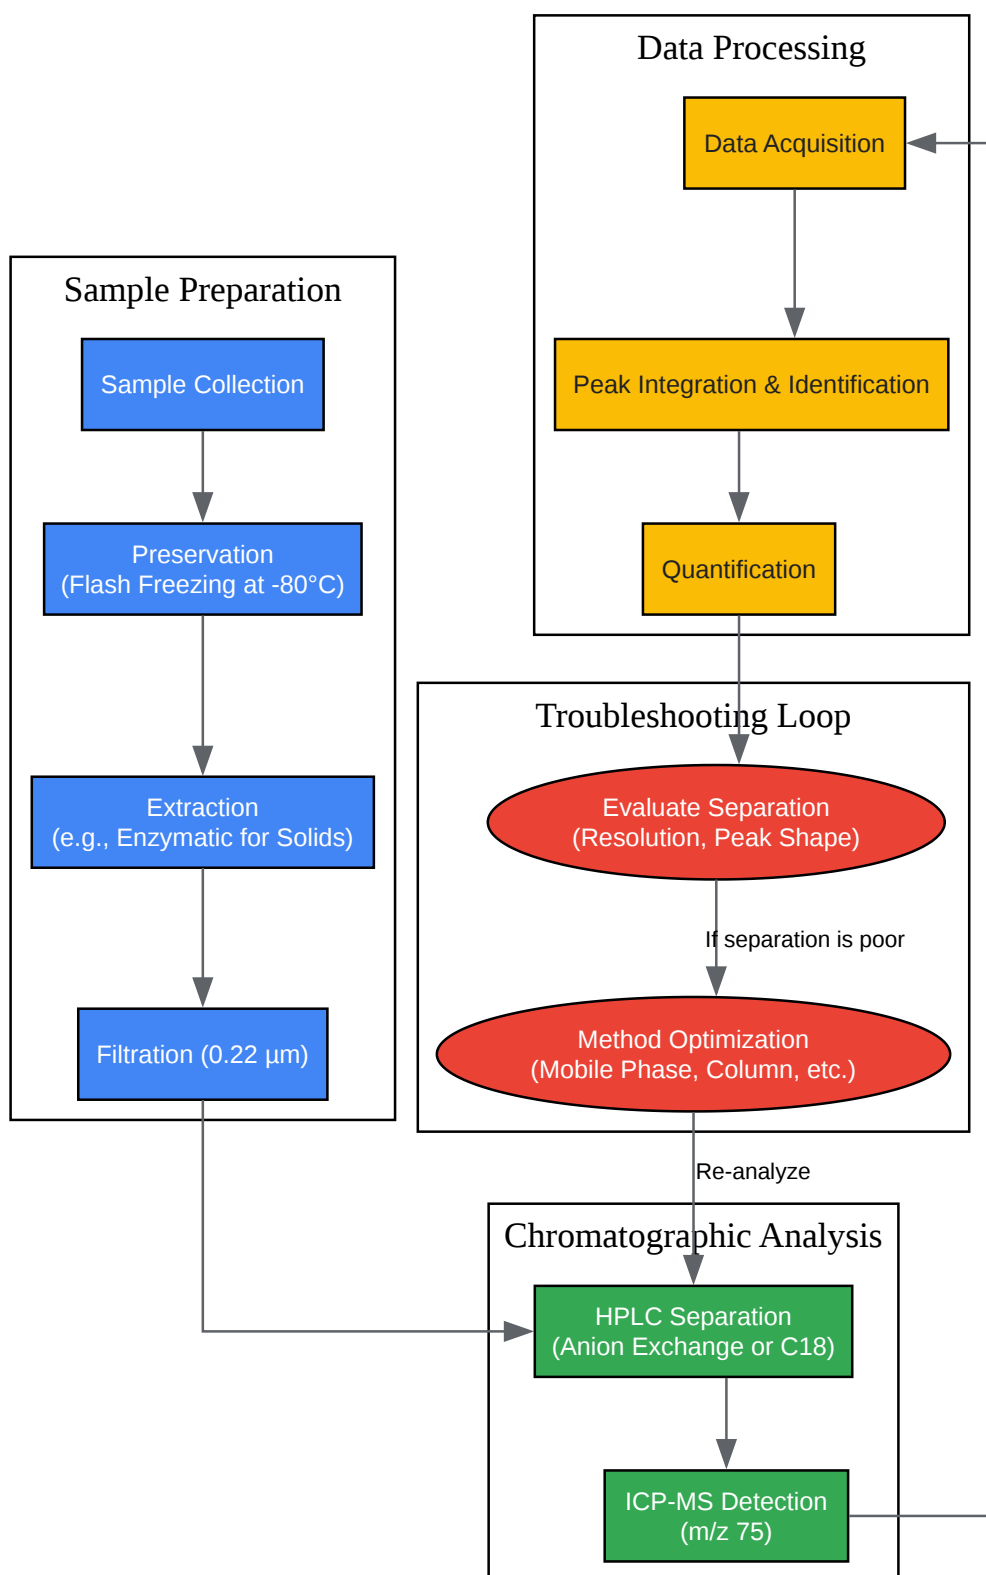 Data Processing
Data Acquisition
Peak Integration & Identification
Quantification
Sample Preparation
Sample Collection
Preservation
(Flash Freezing at -80°C)
Extraction
(e.g., Enzymatic for Solids)
Filtration (0.22 µm)
Troubleshooting Loop
Evaluate Separation
(Resolution, Peak Shape)
If separation is poor
Method Optimization
(Mobile Phase, Column, etc.)
Re-analyze
Chromatographic Analysis
HPLC Separation
(Anion Exchange or C18)
ICP-MS Detection
(m/z 75)